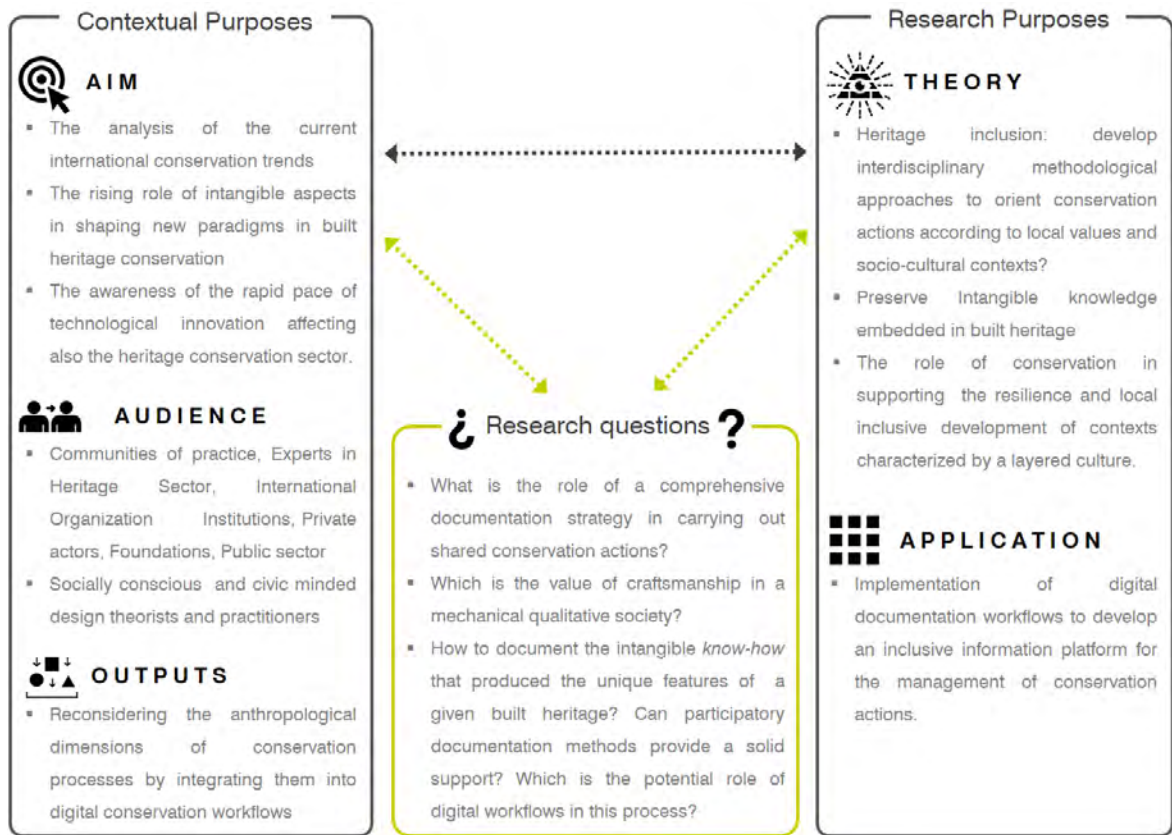 Contextual Purposes
AIM
▪ The analysis of the current
international conservation trends
▪ The rising role of intangible aspects
in shaping new paradigms in built
heritage conservation
▪ The awareness of the rapid pace of
technological innovation affecting
also the heritage conservation sector.
AUDIENCE
▪ Communities of practice, Experts in
Heritage Sector, International
Organization Institutions, Private
actors, Foundations, Public sector
▪ Socially conscious and civic minded
design theorists and practitioners
OUTPUTS
▪ Reconsidering the anthropological
dimensions of conservation
processes by integrating them into
digital conservation workflows
¿ Research questions ?
▪ What is the role of a comprehensive
documentation strategy in carrying out
shared conservation actions?
▪ Which is the value of craftsmanship in a
mechanical qualitative society?
▪ How to document the intangible know-how
that produced the unique features of a
given built heritage? Can participatory
documentation methods provide a solid
support? Which is the potential role of
digital workflows in this process?
Research Purposes
THEORY
▪ Heritage inclusion: develop
interdisciplinary methodological
approaches to orient conservation
actions according to local values and
socio-cultural contexts?
▪ Preserve Intangible knowledge
embedded in built heritage
▪ The role of conservation in
supporting the resilience and local
inclusive development of contexts
characterized by a layered culture.
APPLICATION
▪ Implementation of digital
documentation workflows to develop
an inclusive information platform for
the management of conservation
actions.